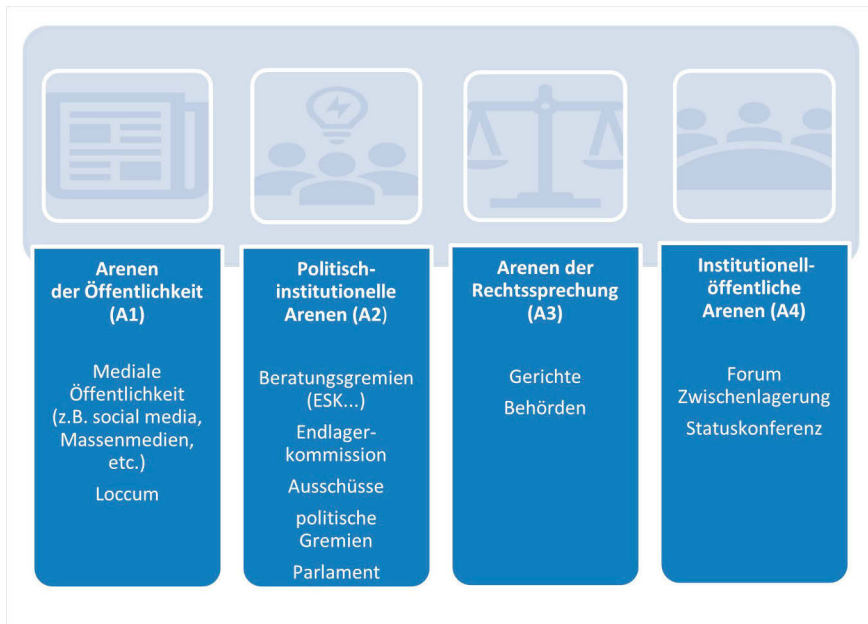 Arenen
der Öffentlichkeit
(A1)
Mediale
Öffentlichkeit
(z.B. social media,
Massenmedien,
etc.)
Loccum
Politisch-
institutionelle
Arenen (A2)
Beratungsgremien
(ESK...)
Endlager-
kommission
Ausschüsse
politische
Gremien
Parlament
Arenen der
Rechtssprechung
(A3)
Gerichte
Behörden
Institutionell-
öffentliche
Arenen (A4)
Forum
Zwischenlagerung
Statuskonferenz